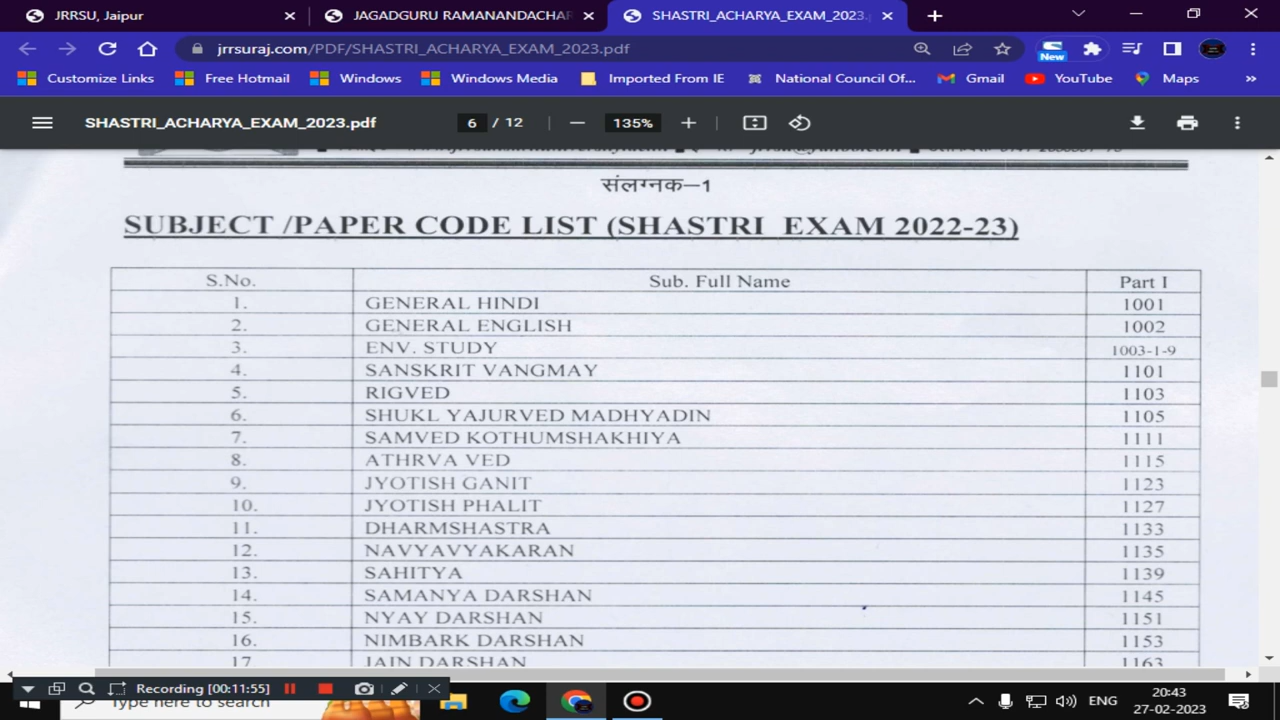 JRRSU, Jaipur
JAGADGURU RAMANANDACHAR
SHASTRI_ACHARYA_EXAM_2023.p
jrrsuraj.com/PDF/SHASTRI_ACHARYA_EXAM_2023.pdf
New
Customize Links Free Hotmail Windows Windows Media Imported From IE National Council Of... Gmail YouTube Maps »
SHASTRI_ACHARYA_EXAM_2023.pdf 6 / 12 135%
संलग्नक–1
SUBJECT /PAPER CODE LIST (SHASTRI EXAM 2022-23)
S.No. Sub. Full Name Part I
1. GENERAL HINDI 1001
2. GENERAL ENGLISH 1002
3. ENV. STUDY 1003-1-9
4. SANSKRIT VANGMAY 1101
5. RIGVED 1103
6. SHUKL YAJURVED MADHYADIN 1105
7. SAMVED KOTHUMSHAKHIYA 1111
8. ATHRVA VED 1115
9. JYOTISH GANIT 1123
10. JYOTISH PHALIT 1127
11. DHARMSHASTRA 1133
12. NAVYAVYAKARAN 1135
13. SAHITYA 1139
14. SAMANYA DARSHAN 1145
15. NYAY DARSHAN 1151
16. NIMBARK DARSHAN 1153
17 JAIN DARSHAN 1163
Recording [00:11:55]
Type here to search
ENG
20:43
27-02-2023